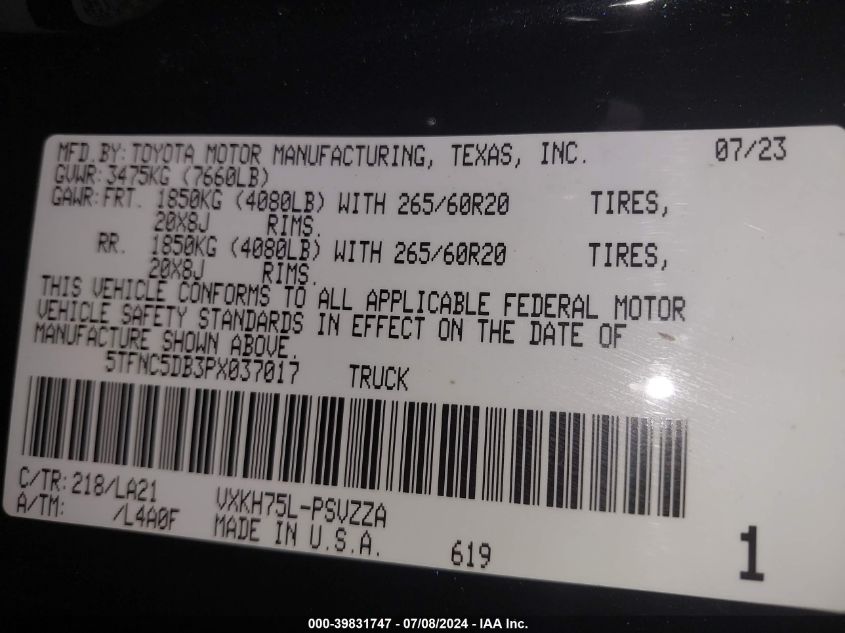 MFD. BY: TOYOTA MOTOR MANUFACTURING, TEXAS, INC. 07/23
GVWR: 3475KG (7660LB)
GAWR: FRT. 1850KG (4080LB) WITH 265/60R20 TIRES,
20X8J RIMS.
RR. 1850KG (4080LB) WITH 265/60R20 TIRES,
20X8J RIMS.
THIS VEHICLE CONFORMS TO ALL APPLICABLE FEDERAL MOTOR
VEHICLE SAFETY STANDARDS IN EFFECT ON THE DATE OF
MANUFACTURE SHOWN ABOVE.
5TFNC5DB3PX037017 TRUCK
C/TR: 218/LA21 VXKH75L-PSVZZA
A/TM: /L4A0F MADE IN U.S.A. 619 1
000-39831747 - 07/08/2024 - IAA Inc.